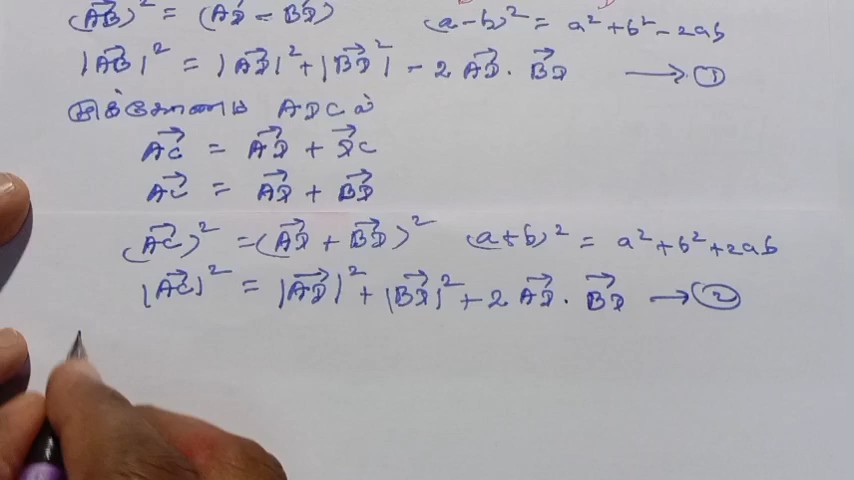 (AB⃗)² = (AD⃗ - BD⃗) (a-b)² = a² + b² - 2ab
|AB⃗|² = |AD⃗|² + |BD⃗²| - 2 AD⃗ . BD⃗ → ①
முக்கோணம் ADC ல்
AC⃗ = AD⃗ + DC⃗
AC⃗ = AD⃗ + BD⃗
(AC⃗)² = (AD⃗ + BD⃗)² (a+b)² = a² + b² + 2ab
|AC⃗|² = |AD⃗|² + |BD⃗|² + 2 AD⃗ . BD⃗ → ②